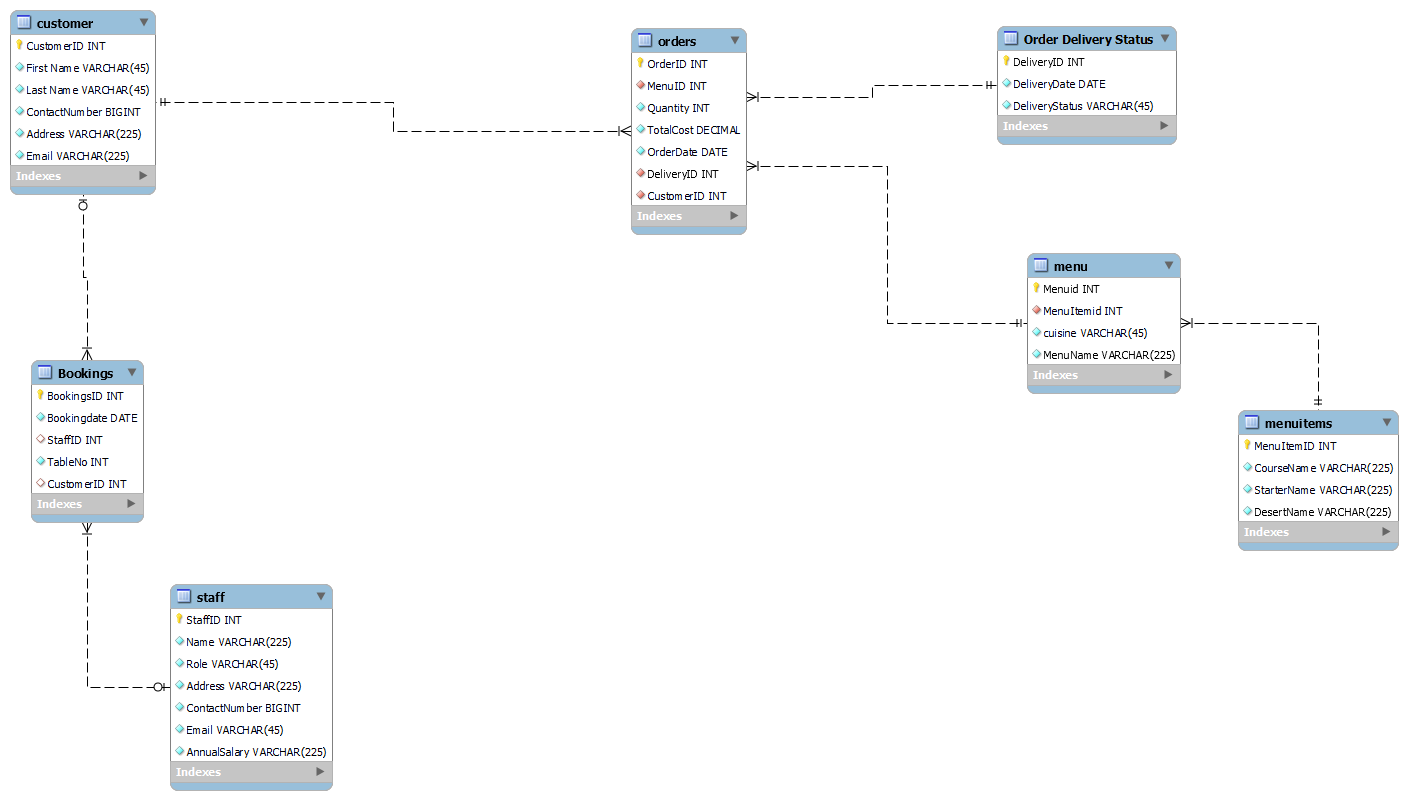 customer
CustomerID INT
First Name VARCHAR(45)
Last Name VARCHAR(45)
ContactNumber BIGINT
Address VARCHAR(225)
Email VARCHAR(225)
Indexes
orders
OrderID INT
MenuID INT
Quantity INT
TotalCost DECIMAL
OrderDate DATE
DeliveryID INT
CustomerID INT
Indexes
Order Delivery Status
DeliveryID INT
DeliveryDate DATE
DeliveryStatus VARCHAR(45)
Indexes
menu
Menuid INT
MenuItemid INT
cuisine VARCHAR(45)
MenuName VARCHAR(225)
Indexes
Bookings
BookingsID INT
Bookingdate DATE
StaffID INT
TableNo INT
CustomerID INT
Indexes
menuitems
MenuItemID INT
CourseName VARCHAR(225)
StarterName VARCHAR(225)
DesertName VARCHAR(225)
Indexes
staff
StaffID INT
Name VARCHAR(225)
Role VARCHAR(45)
Address VARCHAR(225)
ContactNumber BIGINT
Email VARCHAR(45)
AnnualSalary VARCHAR(225)
Indexes